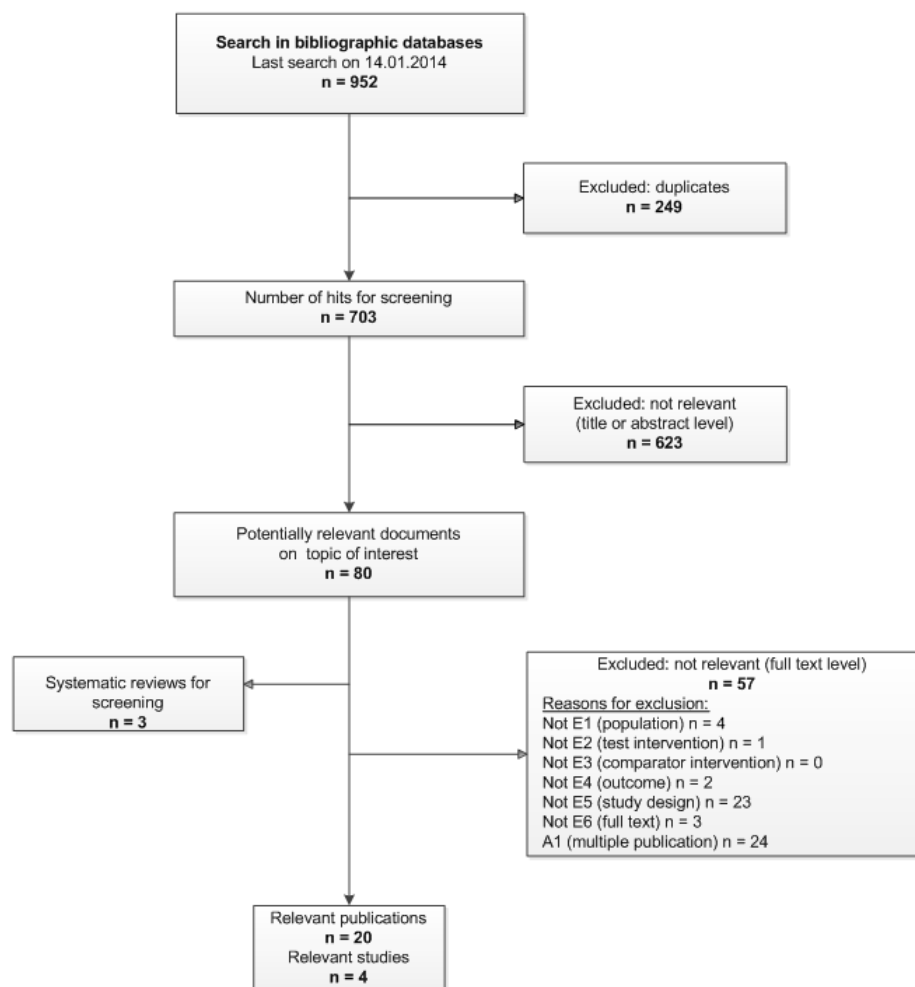 Search in bibliographic databases
Last search on 14.01.2014
n = 952
Excluded: duplicates
n = 249
Number of hits for screening
n = 703
Excluded: not relevant
(title or abstract level)
n = 623
Potentially relevant documents
on topic of interest
n = 80
Systematic reviews for
screening
n = 3
Excluded: not relevant (full text level)
n = 57
Reasons for exclusion:
Not E1 (population) n = 4
Not E2 (test intervention) n = 1
Not E3 (comparator intervention) n = 0
Not E4 (outcome) n = 2
Not E5 (study design) n = 23
Not E6 (full text) n = 3
A1 (multiple publication) n = 24
Relevant publications
n = 20
Relevant studies
n = 4